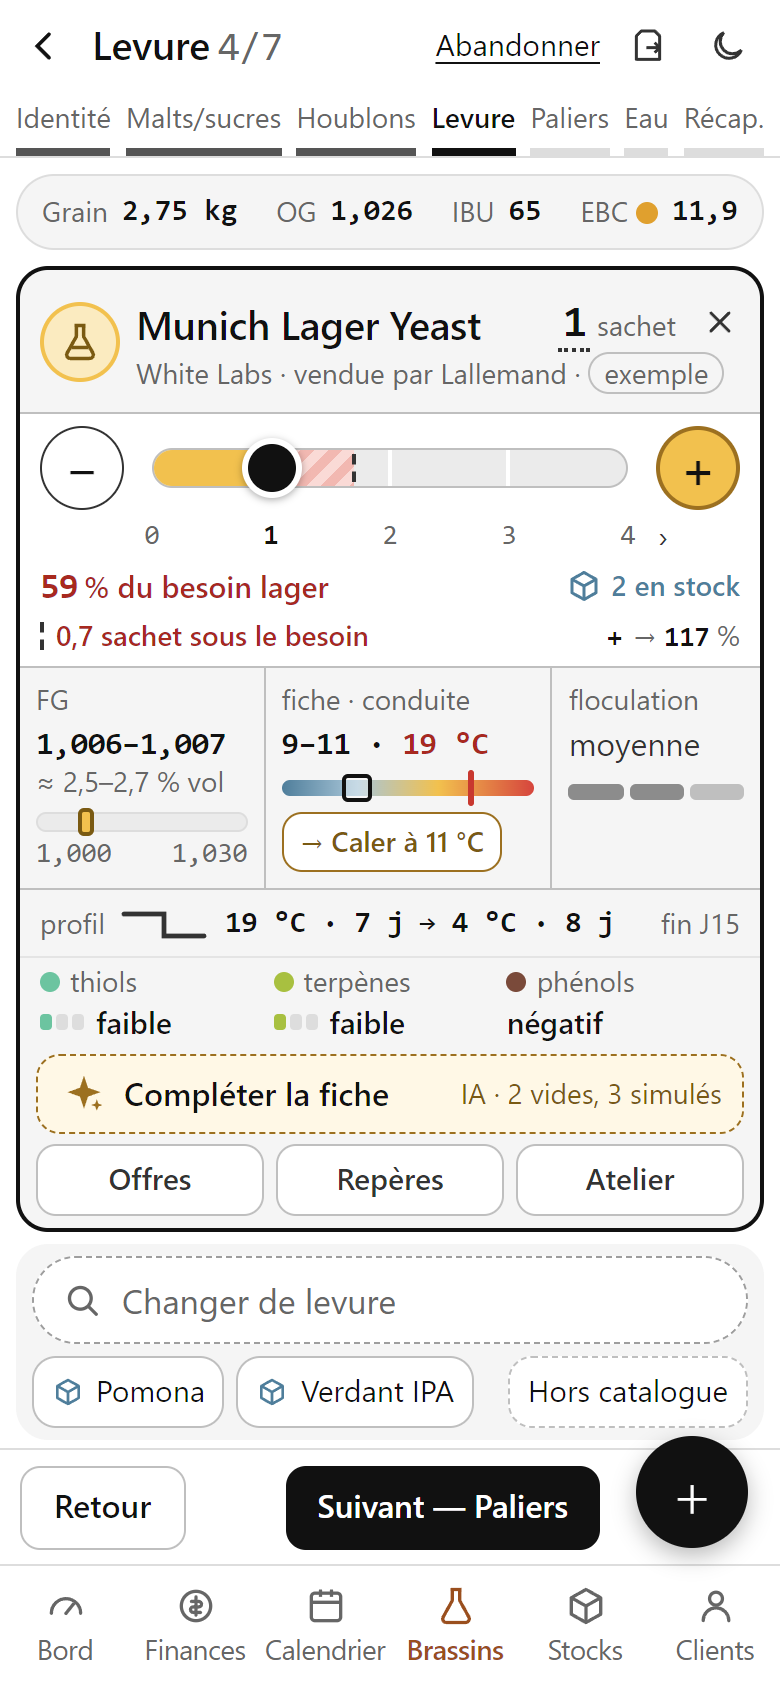 Levure 4/7
Abandonner
Identité Malts/sucres Houblons Levure Paliers Eau Récap.
Grain 2,75 kg OG 1,026 IBU 65 EBC 11,9
Munich Lager Yeast 1 sachet
White Labs · vendue par Lallemand · exemple
− +
0 1 2 3 4 ›
59 % du besoin lager 2 en stock
0,7 sachet sous le besoin + → 117 %
FG fiche · conduite floculation
1,006–1,007 9–11 · 19 °C moyenne
≈ 2,5–2,7 % vol
1,000 1,030 → Caler à 11 °C
profil 19 °C · 7 j → 4 °C · 8 j fin J15
thiols terpènes phénols
faible faible négatif
Compléter la fiche IA · 2 vides, 3 simulés
Offres Repères Atelier
Changer de levure
Pomona Verdant IPA Hors catalogue
Retour Suivant — Paliers +
Bord Finances Calendrier Brassins Stocks Clients